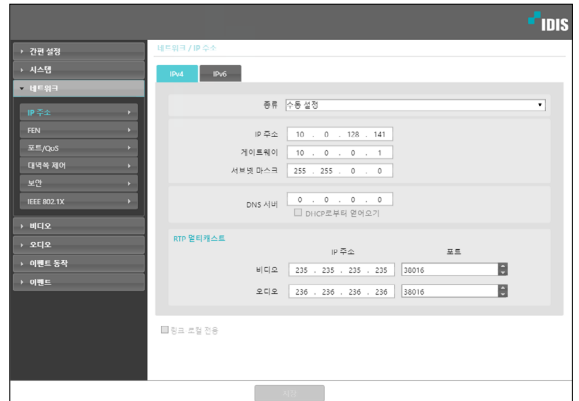 IDIS
간편 설정
시스템
네트워크
IP 주소
FEN
포트/QoS
대역폭 제어
보안
IEEE 802.1X
비디오
오디오
이벤트 동작
이벤트
네트워크 / IP 주소
IPv4 IPv6
종류 수동 설정
IP 주소 10 . 0 . 128 . 141
게이트웨이 10 . 0 . 0 . 1
서브넷 마스크 255 . 255 . 0 . 0
DNS 서버 0 . 0 . 0 . 0
DHCP로부터 얻어오기
RTP 멀티캐스트
IP 주소 포트
비디오 235 . 235 . 235 . 235 38016
오디오 236 . 236 . 236 . 236 38016
링크 로컬 전용
저장